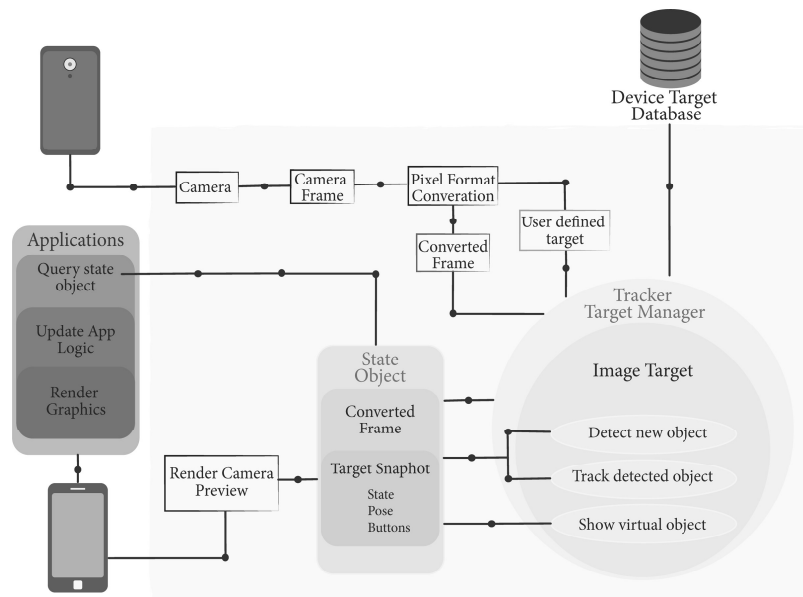 Device Target
Database
Camera
Camera
Frame
Pixel Format
Converation
User defined
target
Converted
Frame
Applications
Query state
object
Update App
Logic
Render
Graphics
Tracker
Target Manager
Image Target
Detect new object
Track detected object
Show virtual object
State
Object
Converted
Frame
Target Snaphot
State
Pose
Buttons
Render Camera
Preview